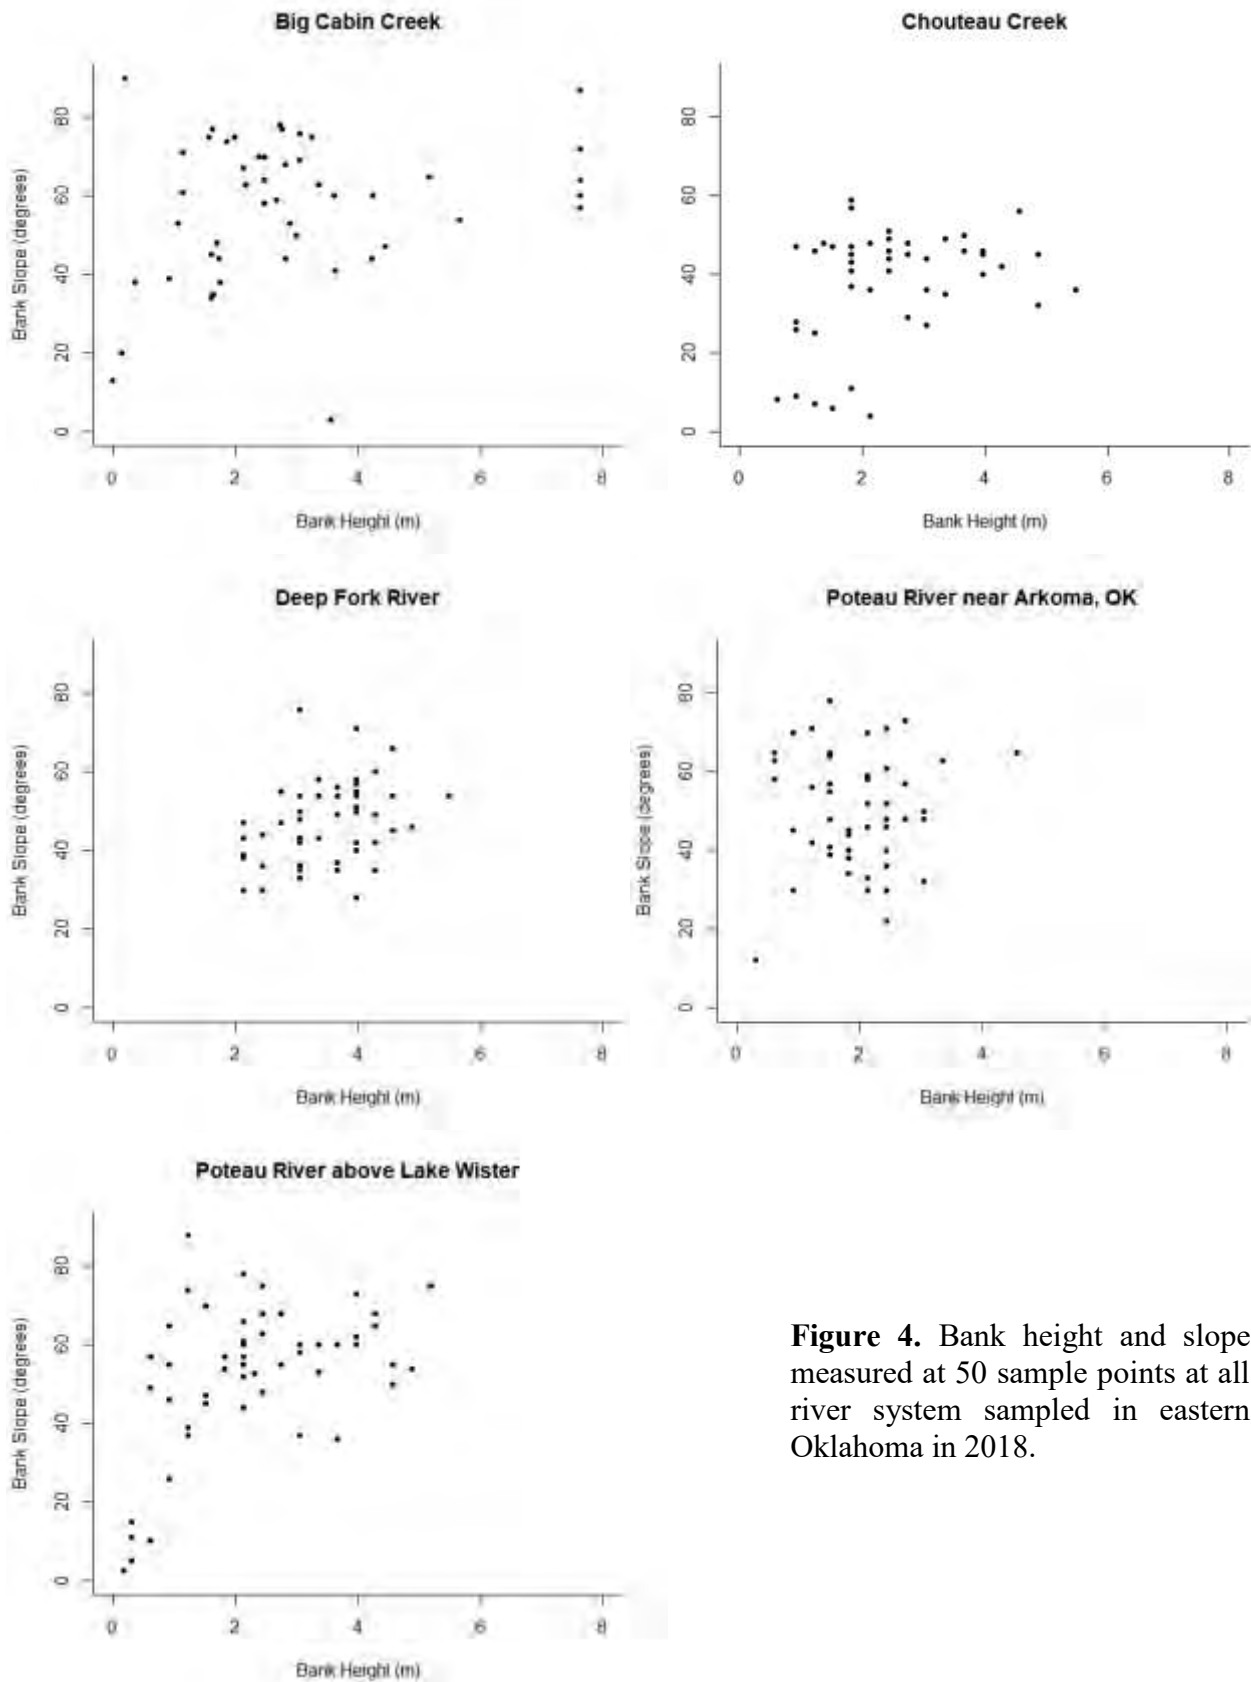 Big Cabin Creek
Bank Slope (degrees)
0 20 40 60 80
0 2 4 6 8
Bank Height (m)
Chouteau Creek
0 20 40 60 80
0 2 4 6 8
Bank Height (m)
Deep Fork River
Bank Slope (degrees)
0 20 40 60 80
0 2 4 6 8
Bank Height (m)
Poteau River near Arkoma, OK
Bank Slope (degrees)
0 20 40 60 80
0 2 4 6 8
Bank Height (m)
Poteau River above Lake Wister
Bank Slope (degrees)
0 20 40 60 80
0 2 4 6 8
Bank Height (m)
Figure 4. Bank height and slope
measured at 50 sample points at all
river system sampled in eastern
Oklahoma in 2018.